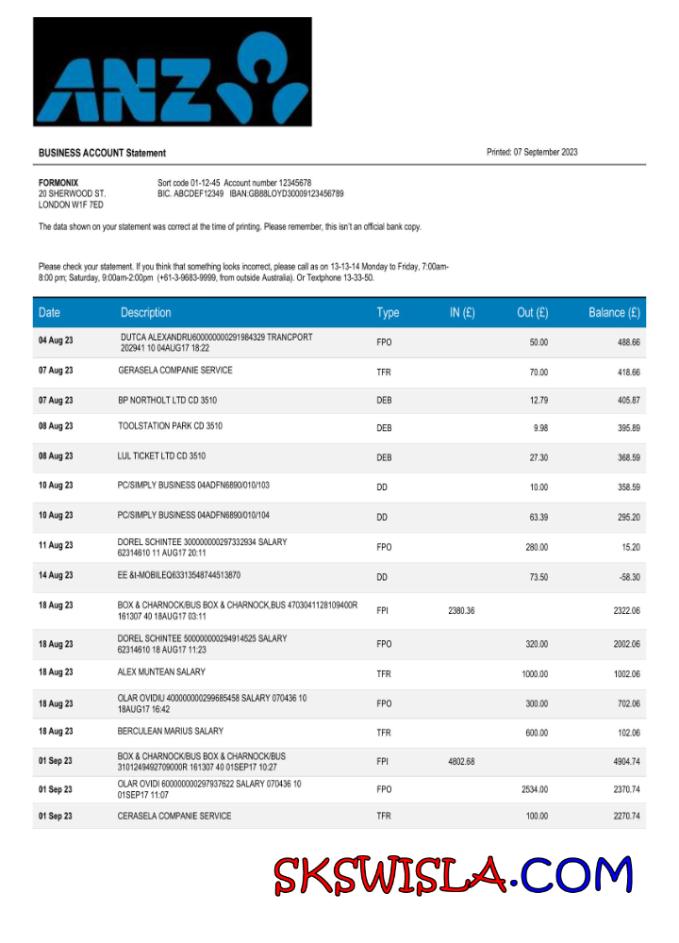 ANZ
BUSINESS ACCOUNT Statement
Printed: 07 September 2023
FORMONIX
Sort code 01-12-45 Account number 12345678
20 SHERWOOD ST.
BIC. ABCDEF12349 IBAN:GB88LOYD30009123456789
LONDON W1F 7ED
The data shown on your statement was correct at the time of printing. Please remember, this isn't an official bank copy.
Please check your statement. If you think that something looks incorrect, please call as on 13-13-14 Monday to Friday, 7:00am-
8:00 pm; Saturday, 9:00am-2:00pm (+61-3-9683-9999, from outside Australia). Or Textphone 13-33-50.
Date Description Type IN (£) Out (£) Balance (£)
04 Aug 23 DUTCA ALEXANDRU600000000291984329 TRANCPORT
202941 10 04AUG17 18:22 FPO 50.00 488.66
07 Aug 23 GERASELA COMPANIE SERVICE TFR 70.00 418.66
07 Aug 23 BP NORTHOLT LTD CD 3510 DEB 12.79 405.87
08 Aug 23 TOOLSTATION PARK CD 3510 DEB 9.98 395.89
08 Aug 23 LUL TICKET LTD CD 3510 DEB 27.30 368.59
10 Aug 23 PC/SIMPLY BUSINESS 04ADFN6890/010/103 DD 10.00 358.59
10 Aug 23 PC/SIMPLY BUSINESS 04ADFN6890/010/104 DD 63.39 295.20
11 Aug 23 DOREL SCHINTEE 300000000297332934 SALARY
62314610 11 AUG17 20:11 FPO 280.00 15.20
14 Aug 23 EE &t-MOBILEQ63313548744513870 DD 73.50 -58.30
18 Aug 23 BOX & CHARNOCK/BUS BOX & CHARNOCK,BUS 4703041128109400R
161307 40 18AUG17 03:11 FPI 2380.36 2322.06
18 Aug 23 DOREL SCHINTEE 500000000294914525 SALARY
62314610 18 AUG17 11:23 FPO 320.00 2002.06
18 Aug 23 ALEX MUNTEAN SALARY TFR 1000.00 1002.06
18 Aug 23 OLAR OVIDIU 400000000299685458 SALARY 070436 10
18AUG17 16:42 FPO 300.00 702.06
18 Aug 23 BERCULEAN MARIUS SALARY TFR 600.00 102.06
01 Sep 23 BOX & CHARNOCK/BUS BOX & CHARNOCK/BUS
3101249492709000R 161307 40 01SEP17 10:27 FPI 4802.68 4904.74
01 Sep 23 OLAR OVIDI 600000000297937622 SALARY 070436 10
01SEP17 11:07 FPO 2534.00 2370.74
01 Sep 23 CERASELA COMPANIE SERVICE TFR 100.00 2270.74
SKSWISLA.COM